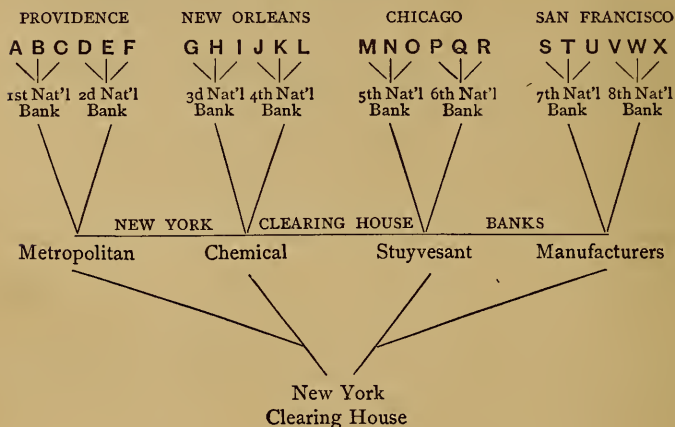 PROVIDENCE NEW ORLEANS CHICAGO SAN FRANCISCO
A B C D E F G H I J K L M N O P Q R S T U V W X
1st Nat'l 2d Nat'l 3d Nat'l 4th Nat'l 5th Nat'l 6th Nat'l 7th Nat'l 8th Nat'l
Bank Bank Bank Bank Bank Bank Bank Bank
NEW YORK CLEARING HOUSE BANKS
Metropolitan Chemical Stuyvesant Manufacturers
New York
Clearing House